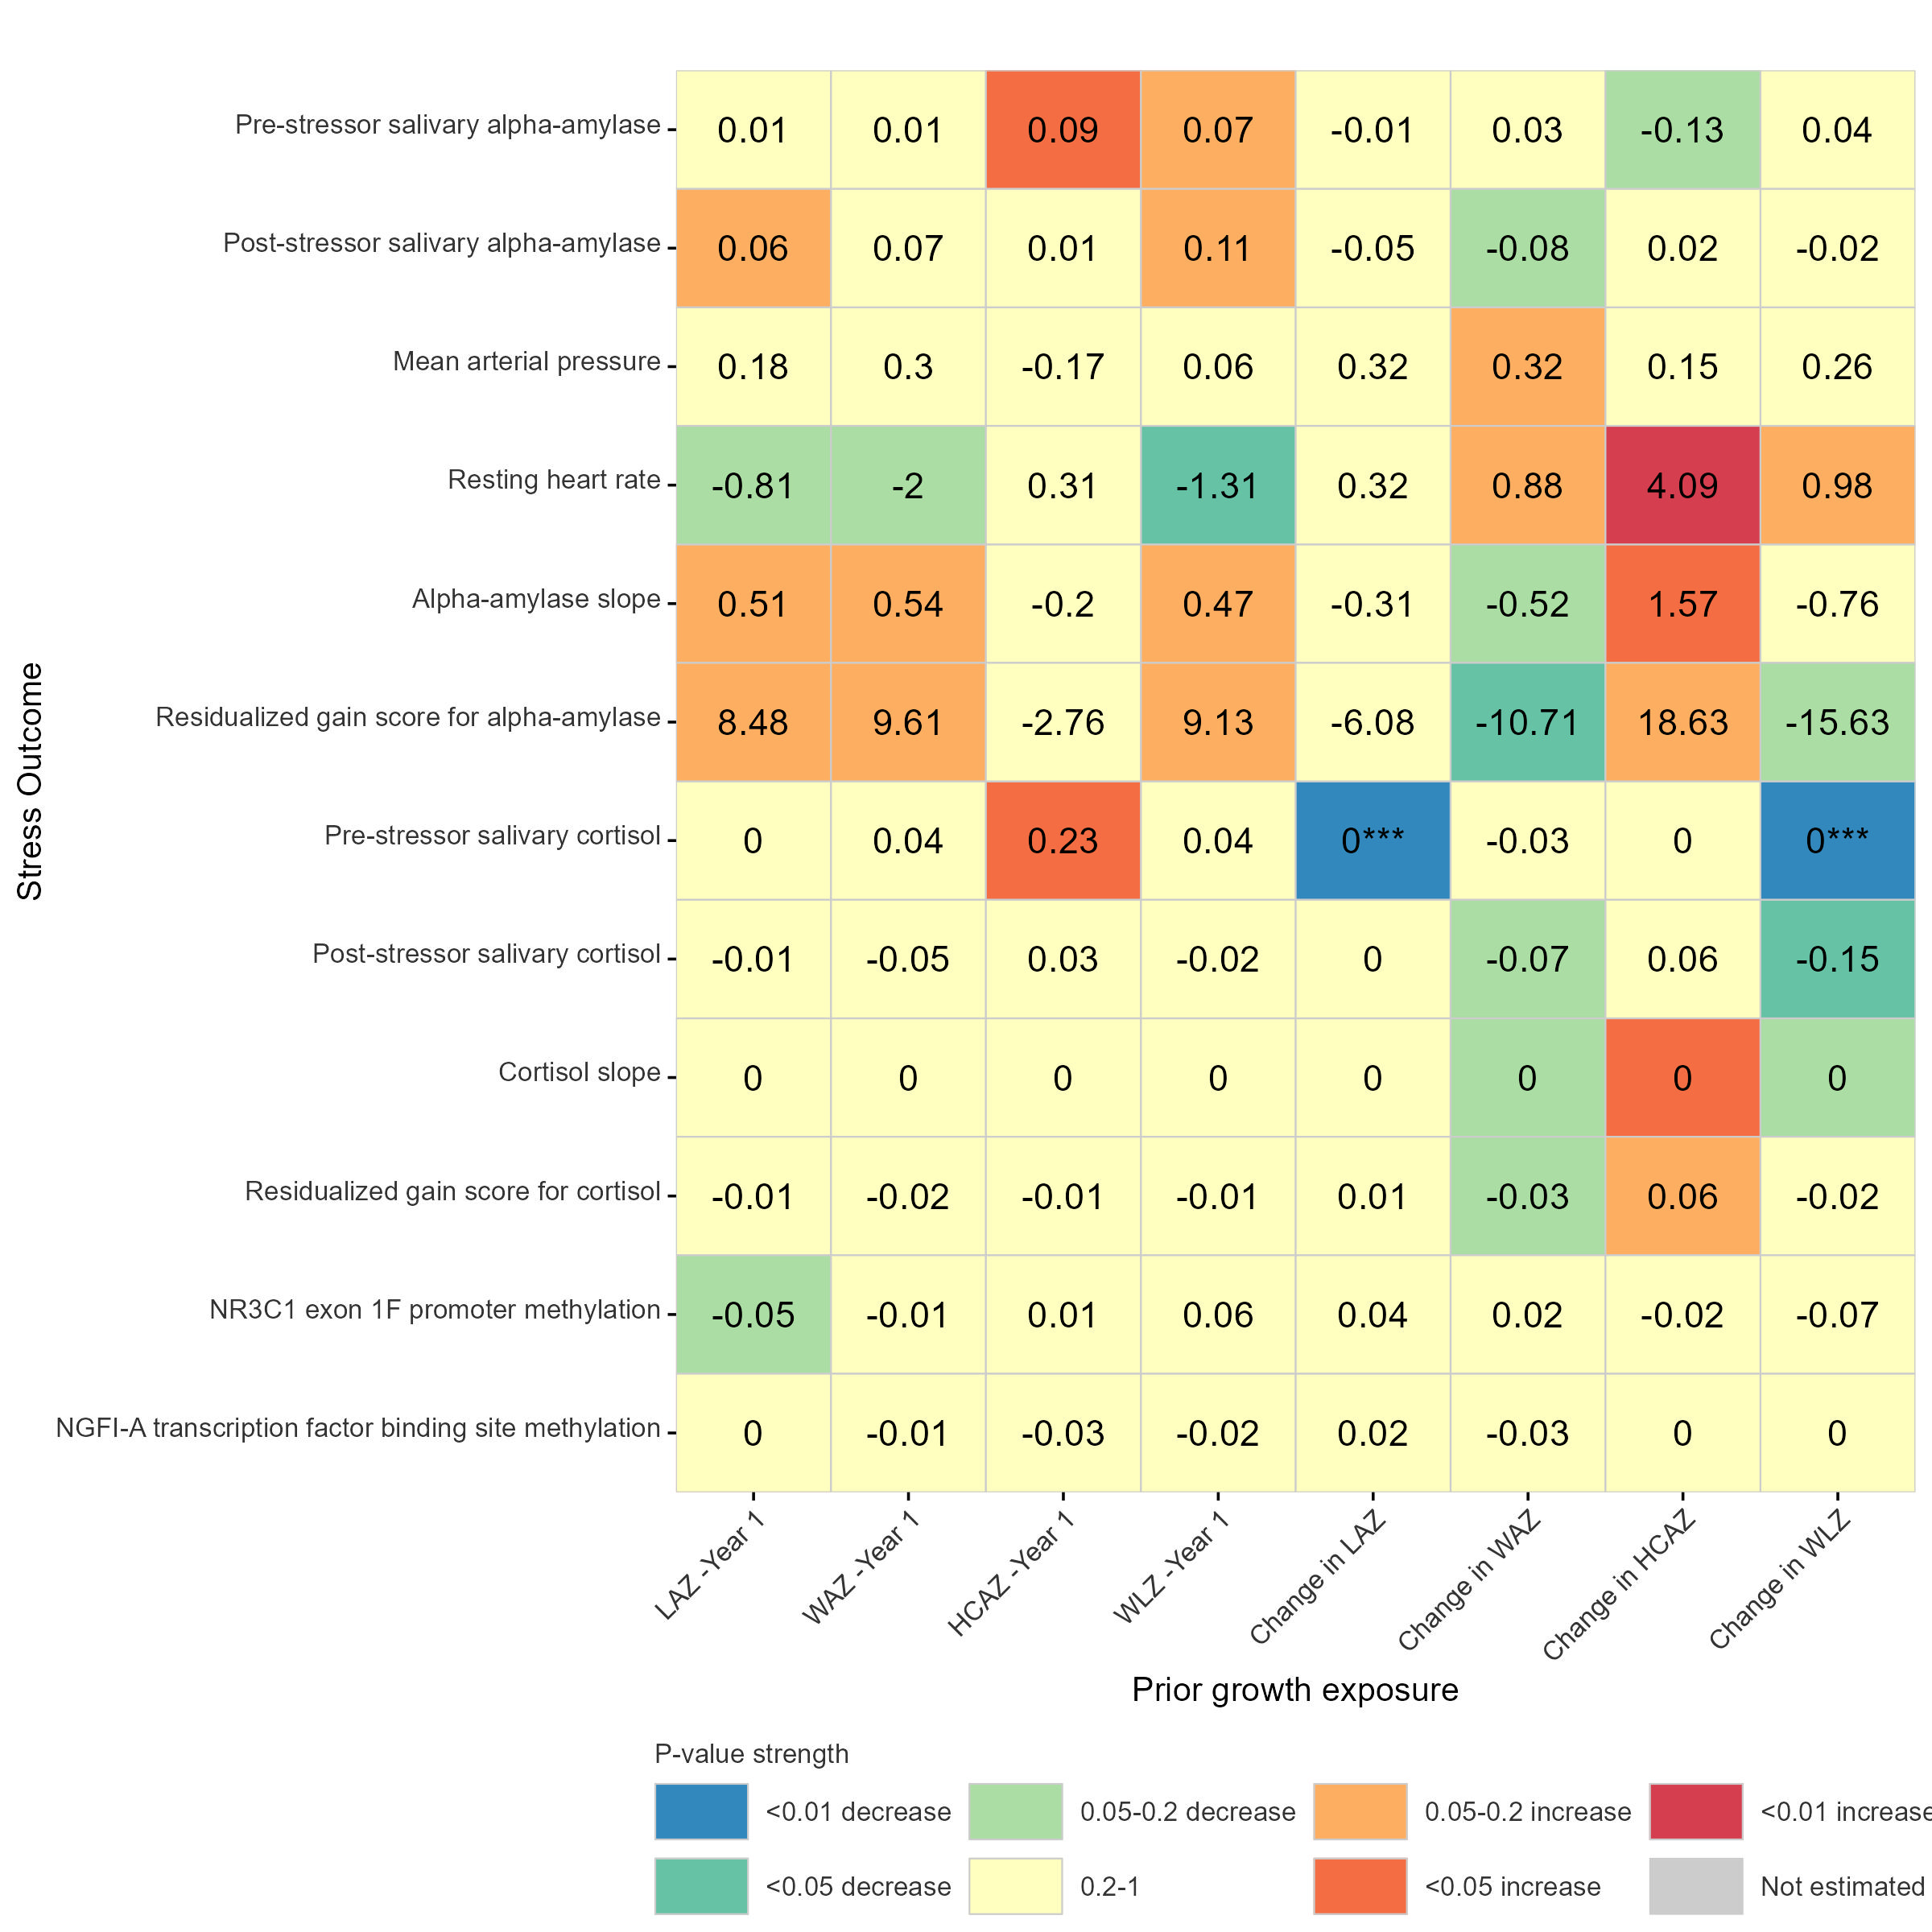 Pre-stressor salivary alpha-amylase 0.01 0.01 0.09 0.07 -0.01 0.03 -0.13 0.04
Post-stressor salivary alpha-amylase 0.06 0.07 0.01 0.11 -0.05 -0.08 0.02 -0.02
Mean arterial pressure 0.18 0.3 -0.17 0.06 0.32 0.32 0.15 0.26
Resting heart rate -0.81 -2 0.31 -1.31 0.32 0.88 4.09 0.98
Alpha-amylase slope 0.51 0.54 -0.2 0.47 -0.31 -0.52 1.57 -0.76
Residualized gain score for alpha-amylase 8.48 9.61 -2.76 9.13 -6.08 -10.71 18.63 -15.63
Pre-stressor salivary cortisol 0 0.04 0.23 0.04 0*** -0.03 0 0***
Post-stressor salivary cortisol -0.01 -0.05 0.03 -0.02 0 -0.07 0.06 -0.15
Cortisol slope 0 0 0 0 0 0 0 0
Residualized gain score for cortisol -0.01 -0.02 -0.01 -0.01 0.01 -0.03 0.06 -0.02
NR3C1 exon 1F promoter methylation -0.05 -0.01 0.01 0.06 0.04 0.02 -0.02 -0.07
NGFI-A transcription factor binding site methylation 0 -0.01 -0.03 -0.02 0.02 -0.03 0 0
Stress Outcome
LAZ -Year 1 WAZ -Year 1 HCAZ -Year 1 WLZ -Year 1 Change in LAZ Change in WAZ Change in HCAZ Change in WLZ
Prior growth exposure
P-value strength
<0.01 decrease 0.05-0.2 decrease 0.05-0.2 increase <0.01 increase
<0.05 decrease 0.2-1 <0.05 increase Not estimated